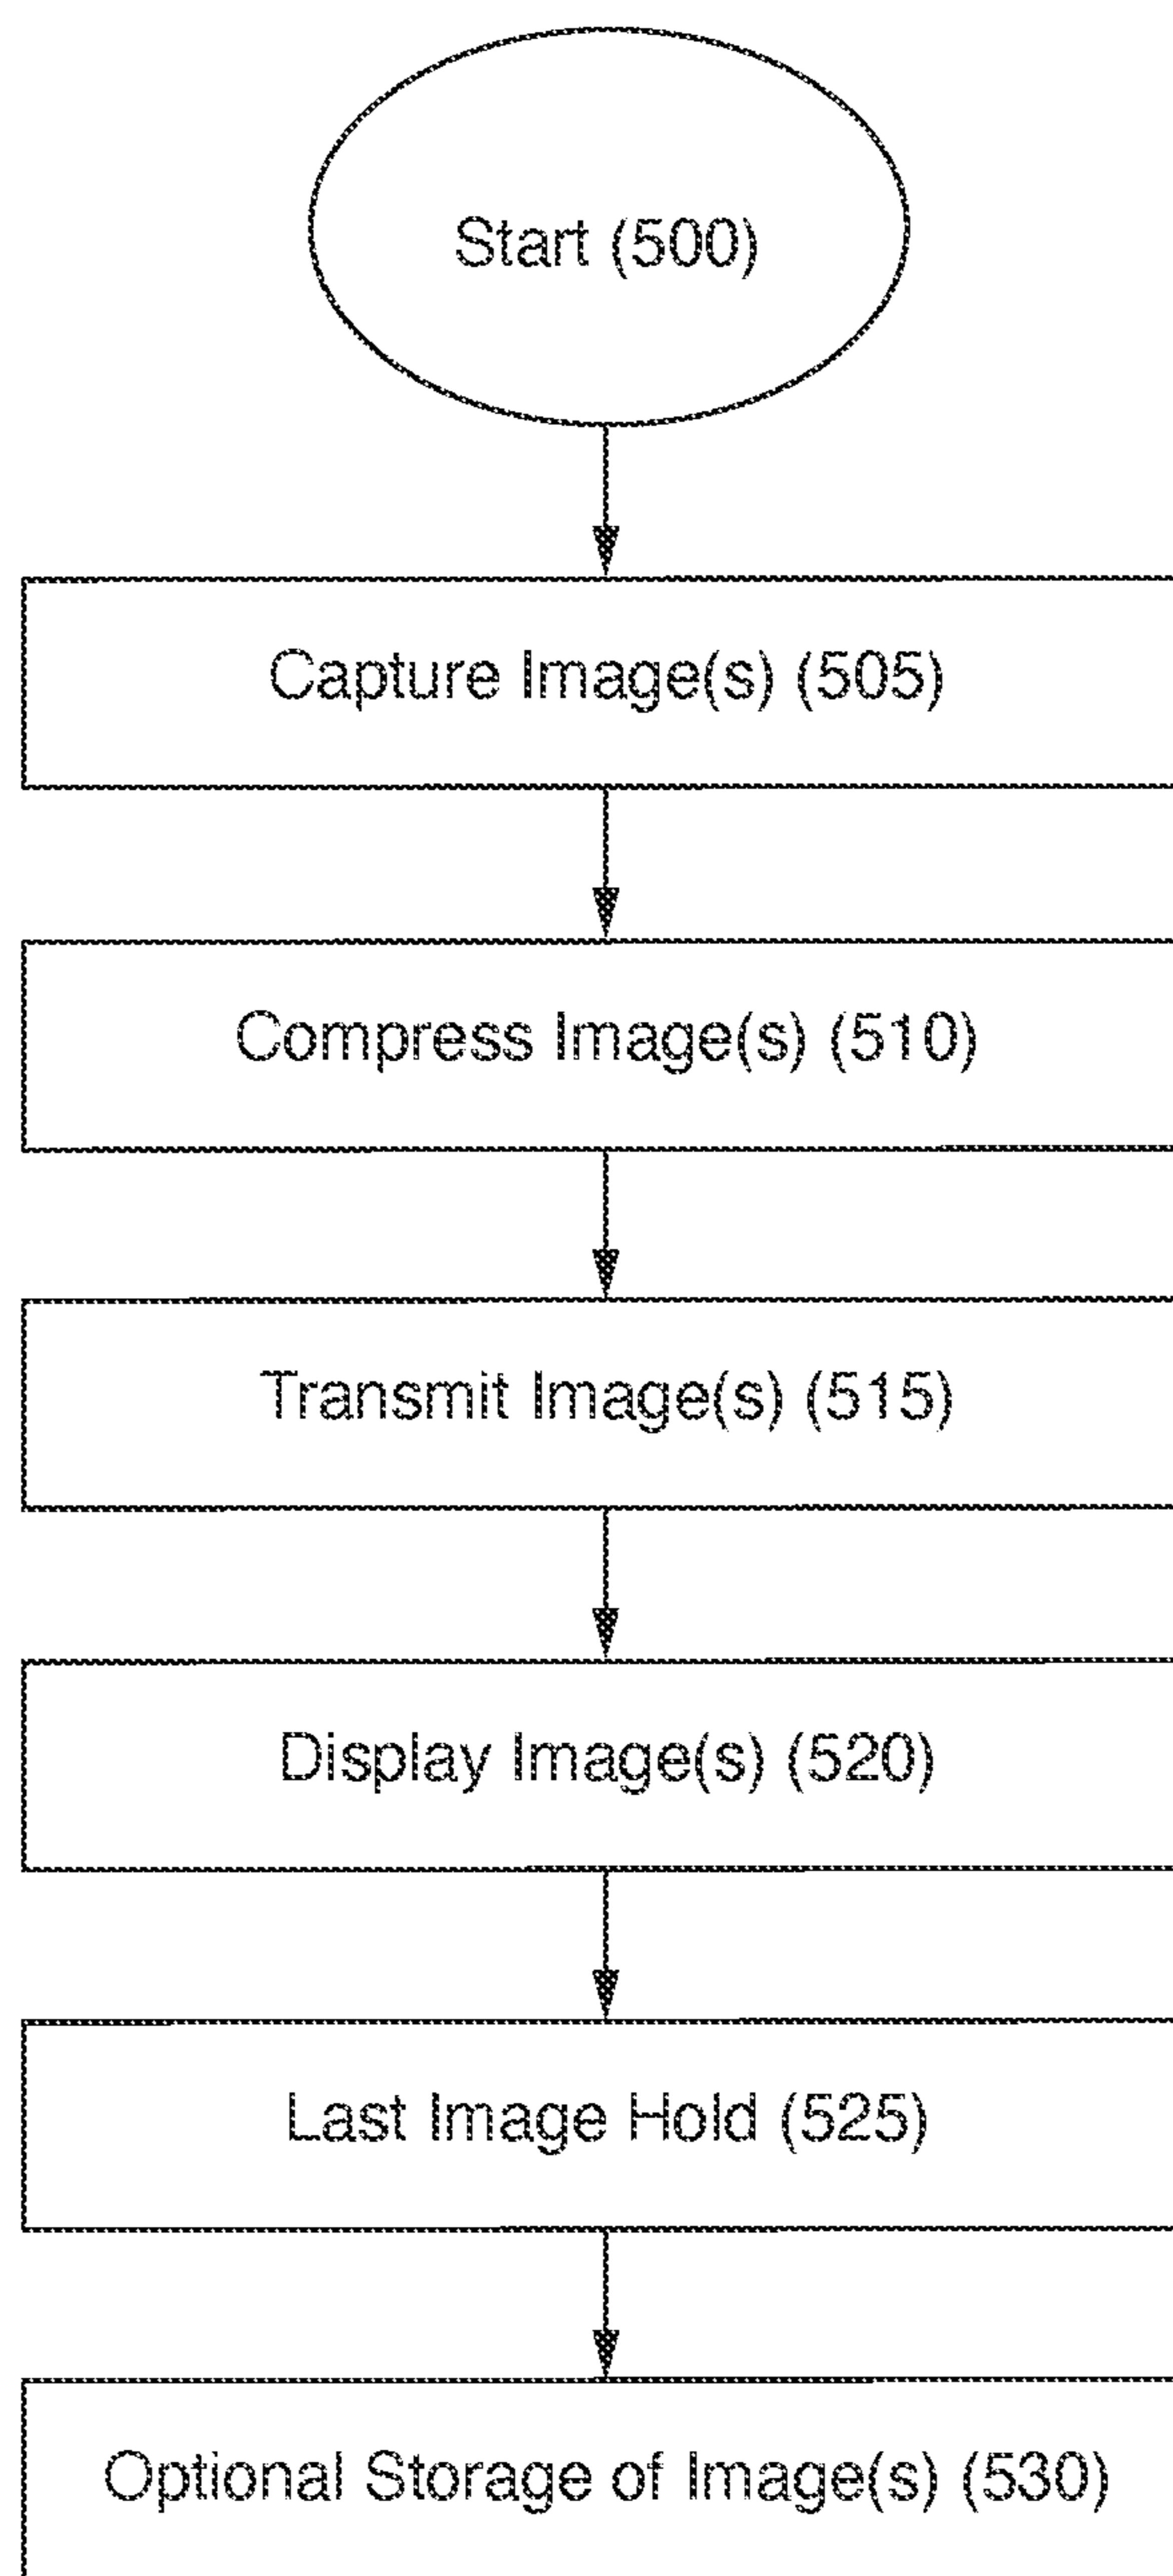 Start (500)
Capture Image(s) (505)
Compress Image(s) (510)
Transmit Image(s) (515)
Display Image(s) (520)
Last Image Hold (525)
Optional Storage of Image(s) (530)